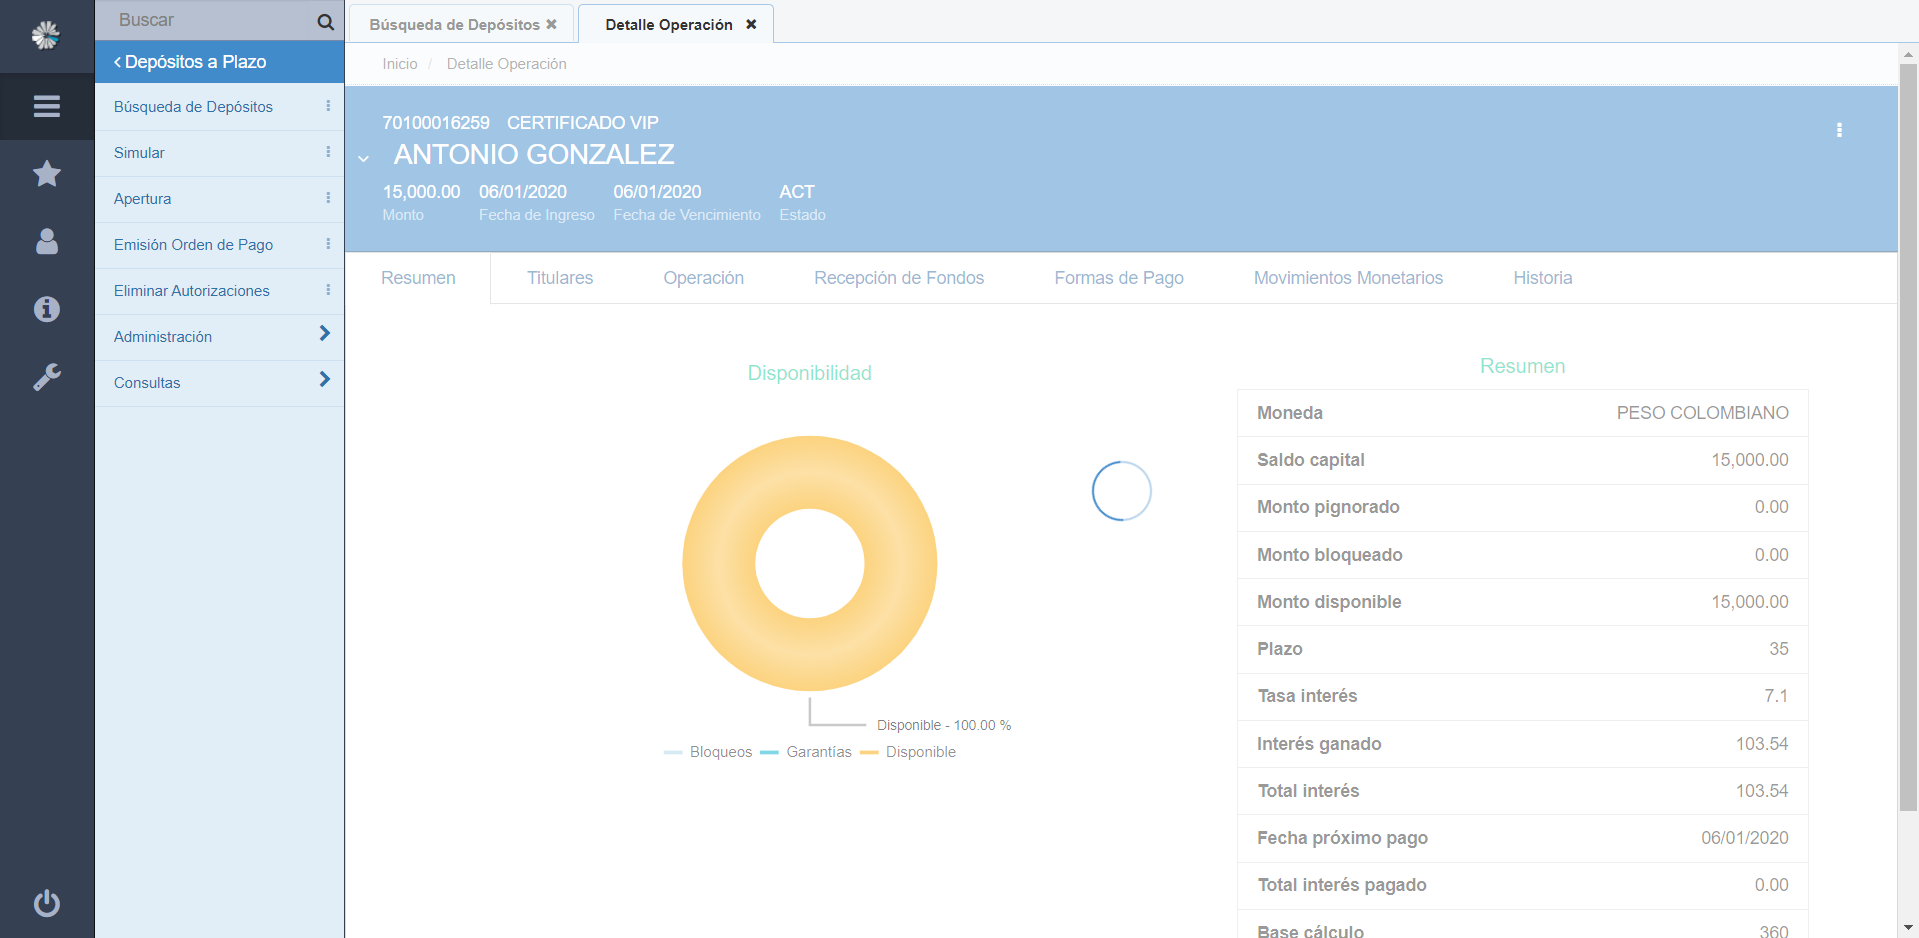 Buscar
Búsqueda de Depósitos
Detalle Operación
Depósitos a Plazo
Inicio / Detalle Operación
Búsqueda de Depósitos
Simular
Apertura
Emisión Orden de Pago
Eliminar Autorizaciones
Administración
Consultas
70100016259 CERTIFICADO VIP
ANTONIO GONZALEZ
15,000.00 06/01/2020 06/01/2020 ACT
Monto Fecha de Ingreso Fecha de Vencimiento Estado
Resumen Titulares Operación Recepción de Fondos Formas de Pago Movimientos Monetarios Historia
Disponibilidad
Disponible - 100.00 %
Bloqueos Garantías Disponible
Resumen
Moneda PESO COLOMBIANO
Saldo capital 15,000.00
Monto pignorado 0.00
Monto bloqueado 0.00
Monto disponible 15,000.00
Plazo 35
Tasa interés 7.1
Interés ganado 103.54
Total interés 103.54
Fecha próximo pago 06/01/2020
Total interés pagado 0.00
Base cálculo 360